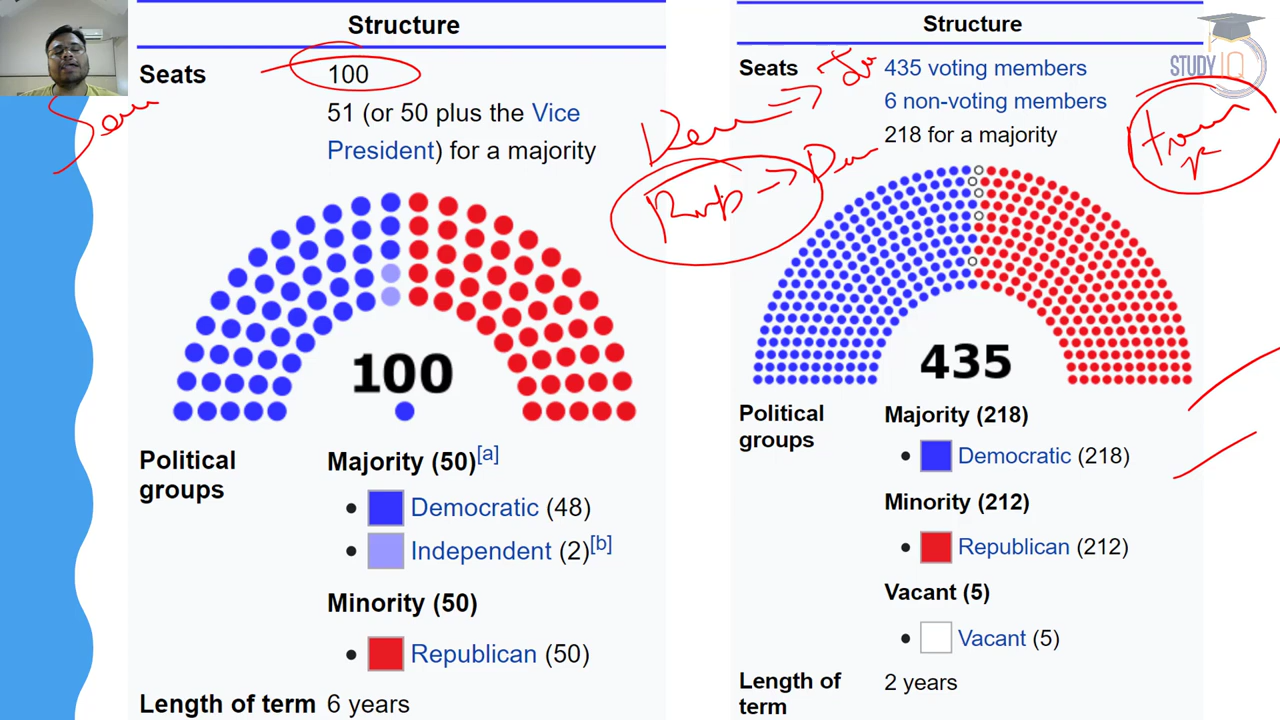 Structure
Seats
100
51 (or 50 plus the Vice
President) for a majority
100
Political
groups
Majority (50)[a]
Democratic (48)
Independent (2)[b]
Minority (50)
Republican (50)
Length of term 6 years
Structure
Seats
435 voting members
6 non-voting members
218 for a majority
435
Political
groups
Majority (218)
Democratic (218)
Minority (212)
Republican (212)
Vacant (5)
Vacant (5)
Length of
term
2 years
STUDY IQ